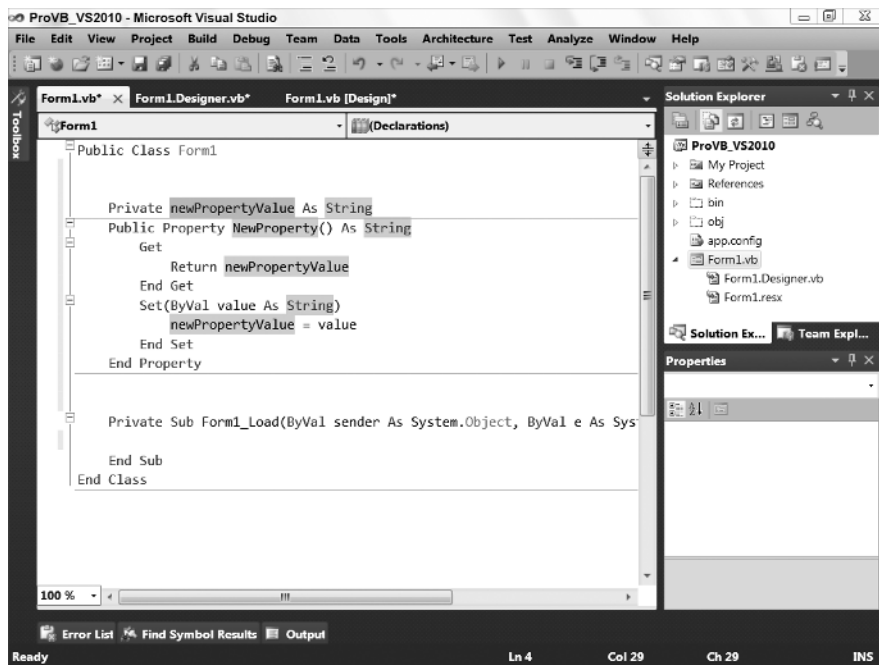 ProVB_VS2010 - Microsoft Visual Studio
File Edit View Project Build Debug Team Data Tools Architecture Test Analyze Window Help
Toolbox
Form1.vb* × Form1.Designer.vb* Form1.vb [Design]*
Form1
(Declarations)
Public Class Form1
Private newPropertyValue As String
Public Property NewProperty() As String
Get
Return newPropertyValue
End Get
Set(ByVal value As String)
newPropertyValue = value
End Set
End Property
Private Sub Form1_Load(ByVal sender As System.Object, ByVal e As Sys
End Sub
End Class
100 %
Solution Explorer
ProVB_VS2010
My Project
References
bin
obj
app.config
Form1.vb
Form1.Designer.vb
Form1.resx
Solution Ex... Team Expl...
Properties
Error List Find Symbol Results Output
Ready Ln 4 Col 29 Ch 29 INS